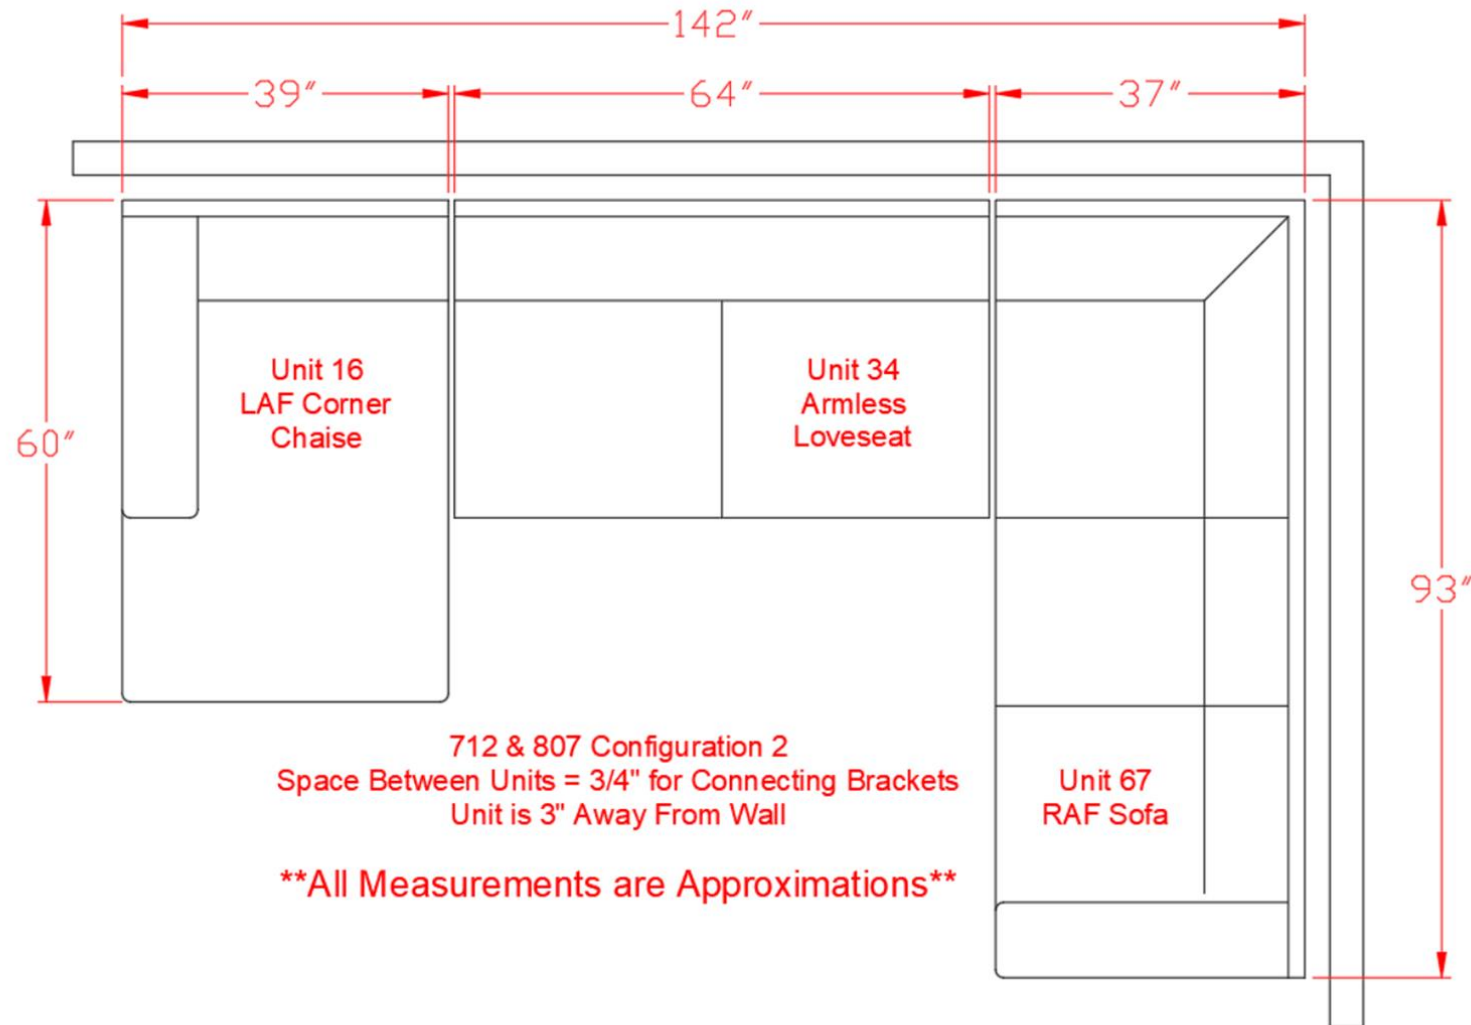 142"
39"
64"
37"
Unit 16
LAF Corner
Chaise
Unit 34
Armless
Loveseat
60"
93"
712 & 807 Configuration 2
Space Between Units = 3/4" for Connecting Brackets
Unit is 3" Away From Wall
Unit 67
RAF Sofa
**All Measurements are Approximations**